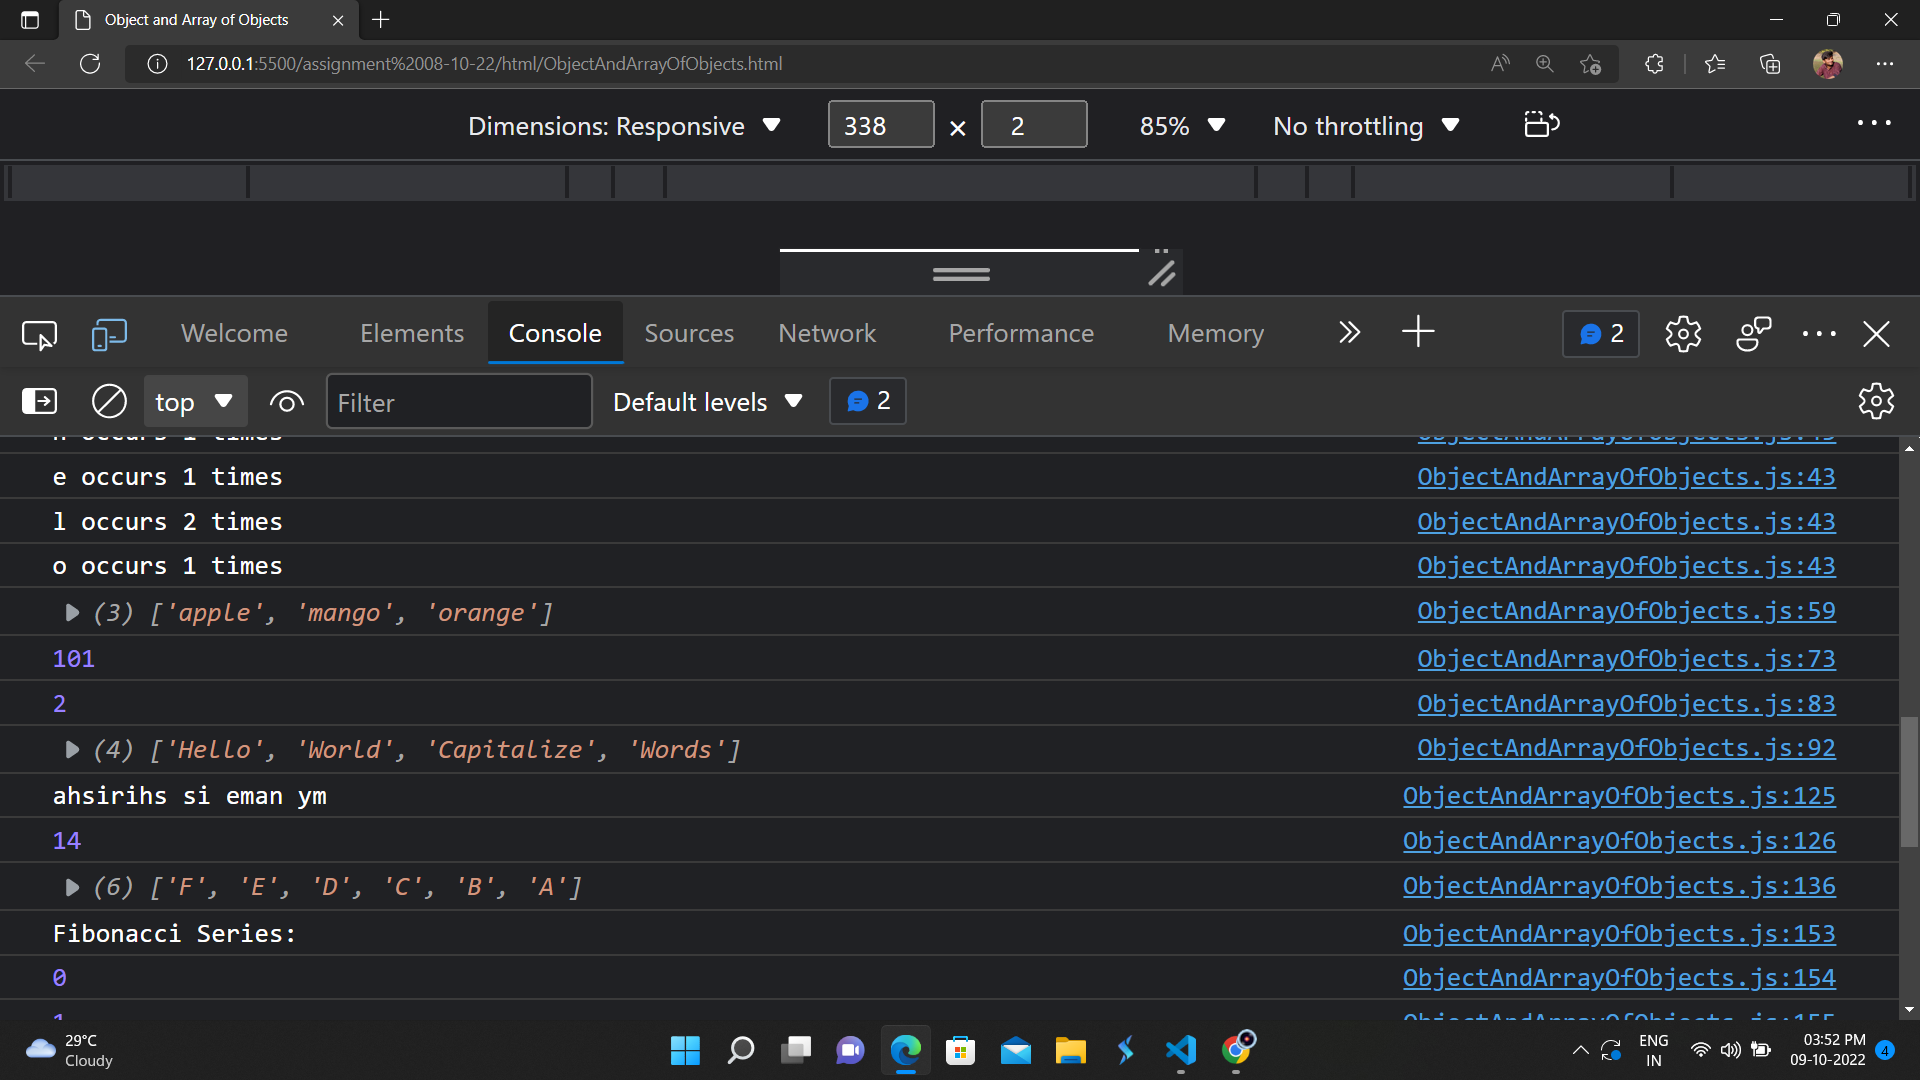 Object and Array of Objects
127.0.0.1:5500/assignment%2008-10-22/html/ObjectAndArrayOfObjects.html
Dimensions: Responsive 338 × 2 85% No throttling
Welcome Elements Console Sources Network Performance Memory 2
top Filter Default levels 2
occurs 1 times
e occurs 1 times ObjectAndArrayOfObjects.js:43
l occurs 2 times ObjectAndArrayOfObjects.js:43
o occurs 1 times ObjectAndArrayOfObjects.js:43
(3) ['apple', 'mango', 'orange'] ObjectAndArrayOfObjects.js:59
101 ObjectAndArrayOfObjects.js:73
2 ObjectAndArrayOfObjects.js:83
(4) ['Hello', 'World', 'Capitalize', 'Words'] ObjectAndArrayOfObjects.js:92
ahsirihs si eman ym ObjectAndArrayOfObjects.js:125
14 ObjectAndArrayOfObjects.js:126
(6) ['F', 'E', 'D', 'C', 'B', 'A'] ObjectAndArrayOfObjects.js:136
Fibonacci Series: ObjectAndArrayOfObjects.js:153
0 ObjectAndArrayOfObjects.js:154
29°C
Cloudy
ENG
IN
03:52 PM
09-10-2022
4